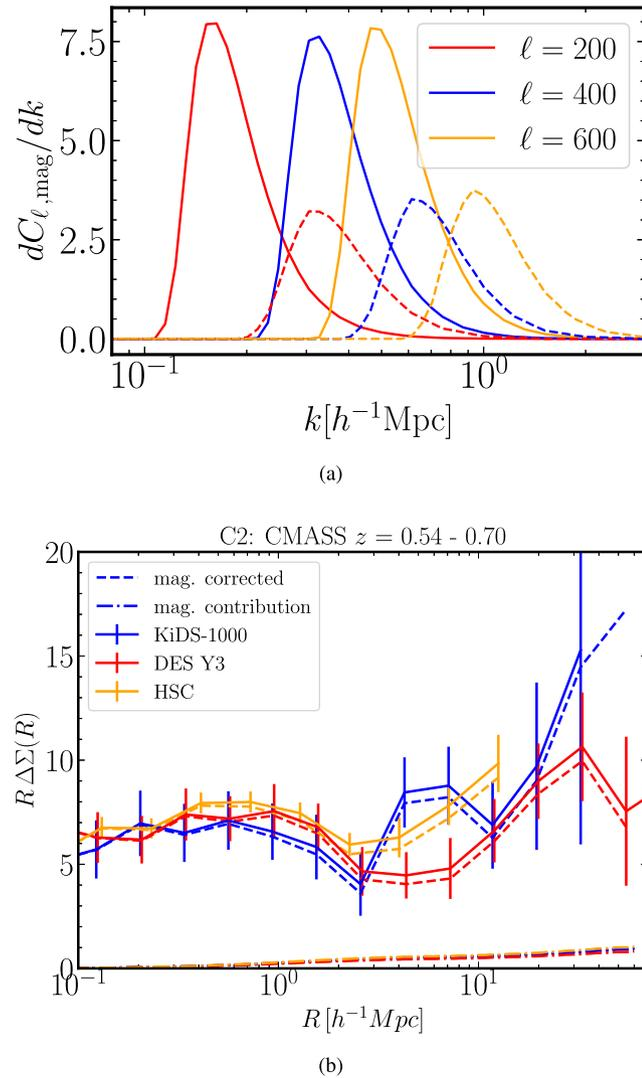 7.5
5.0
2.5
0.0
dC_{ℓ,mag}/dk
ℓ = 200
ℓ = 400
ℓ = 600
10^{-1}
10^{0}
k[h^{-1}Mpc]
(a)
C2: CMASS z = 0.54 - 0.70
20
15
10
5
0
R ΔΣ(R)
mag. corrected
mag. contribution
KiDS-1000
DES Y3
HSC
10^{-1}
10^{0}
10^{1}
R [h^{-1}Mpc]
(b)